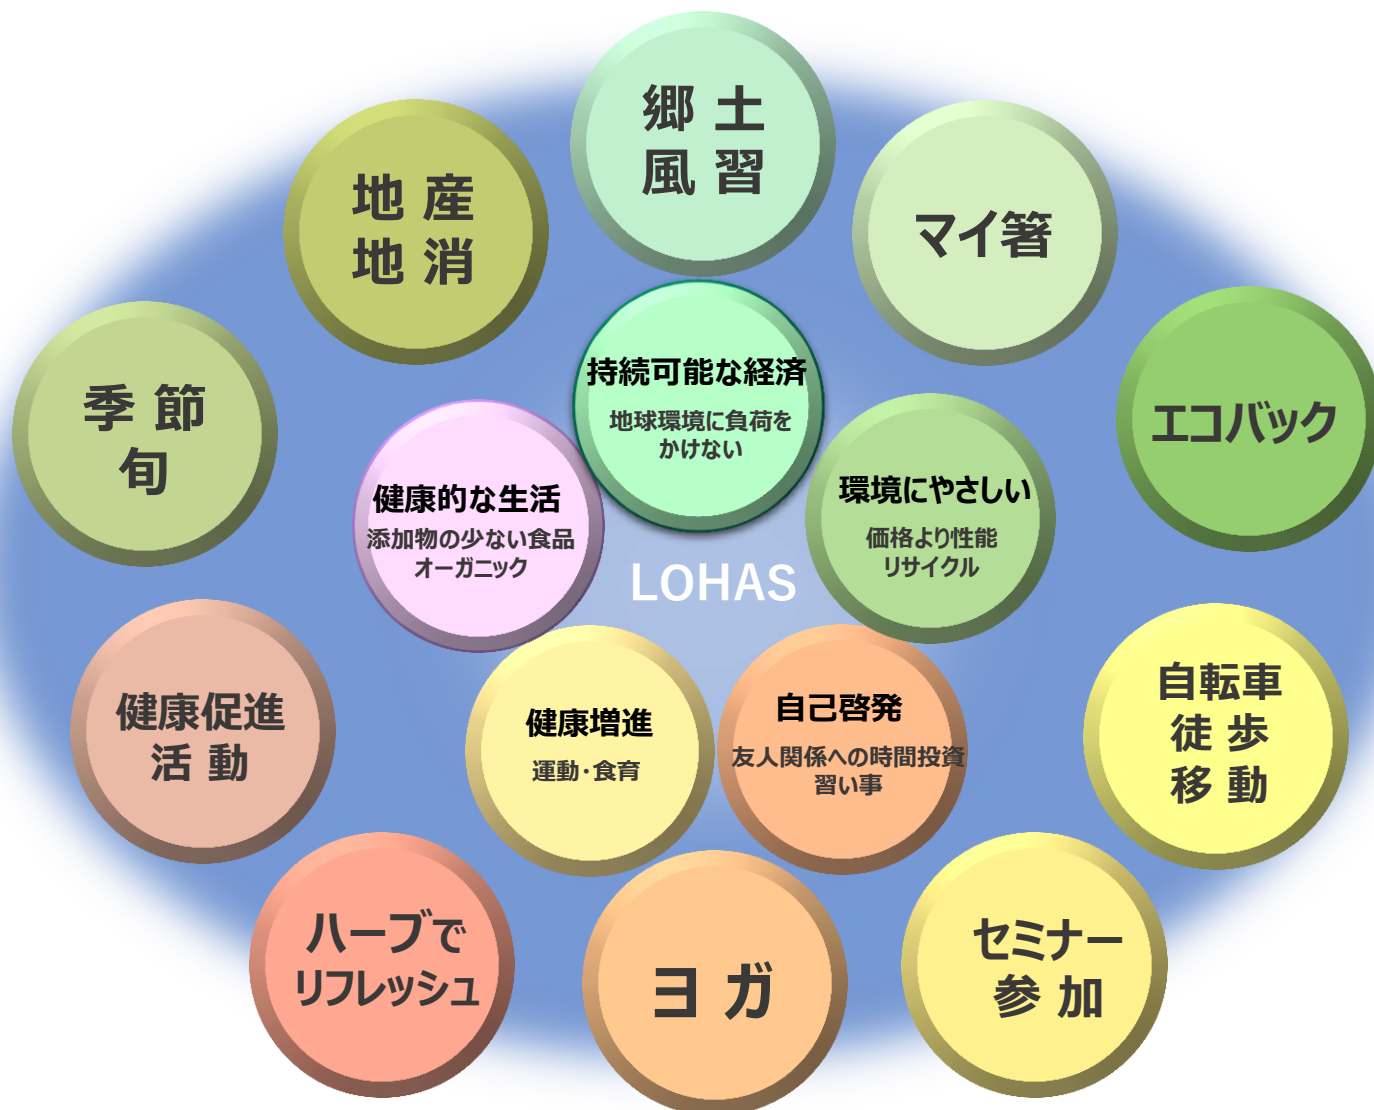 郷 土
風 習
地 産
地 消
マイ箸
季 節
旬
エコバック
持続可能な経済
地球環境に負荷を
かけない
健康的な生活
添加物の少ない食品
オーガニック
環境にやさしい
価格より性能
リサイクル
LOHAS
健康増進
運動・食育
自己啓発
友人関係への時間投資
習い事
健康促進
活 動
自転車
徒 歩
移 動
ハーブで
リフレッシュ
ヨ ガ
セミナー
参 加